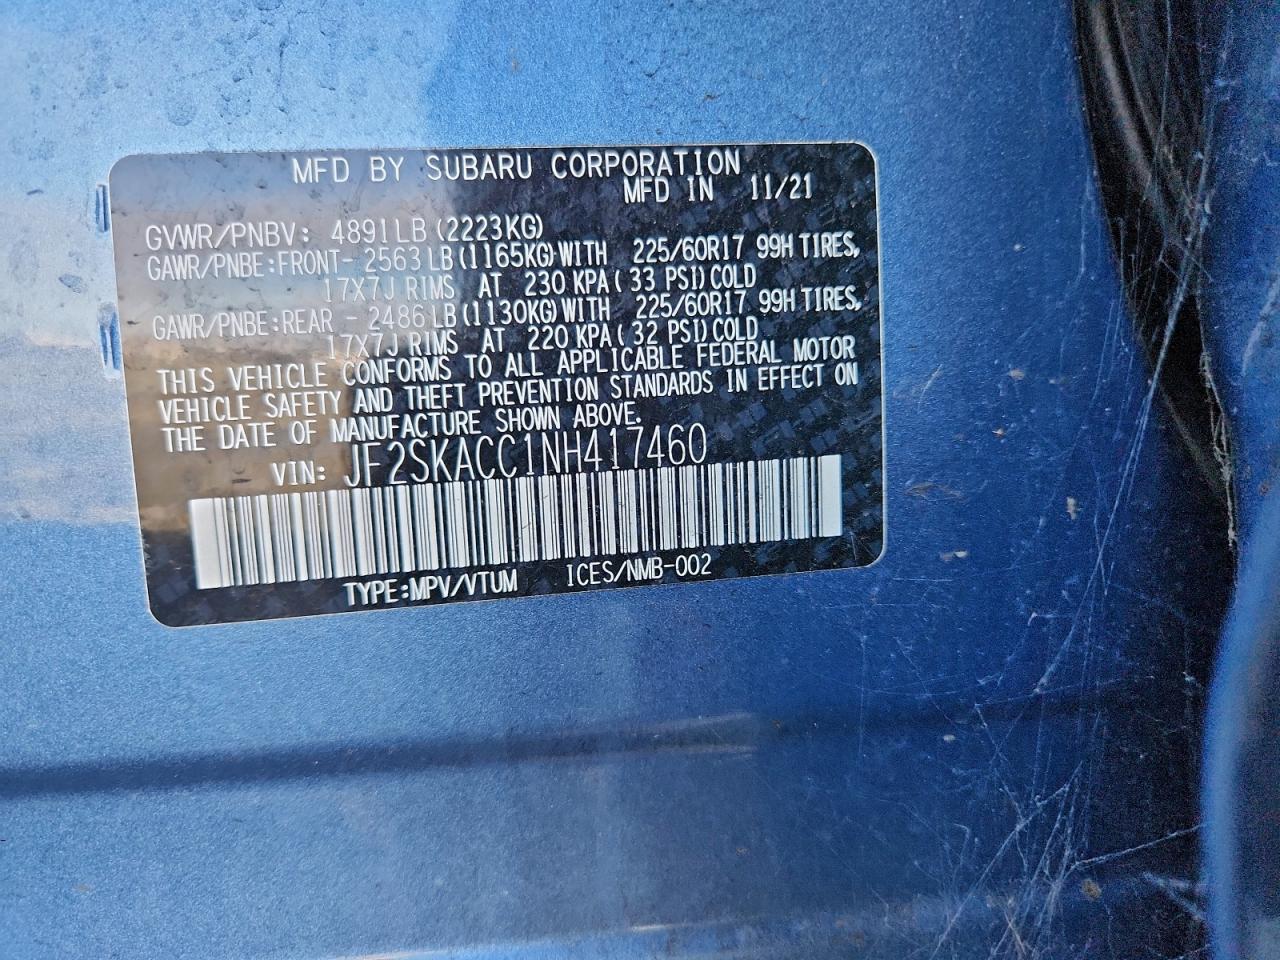 MFD BY SUBARU CORPORATION
MFD IN 11/21
GVWR/PNBV: 4891LB (2223KG)
GAWR/PNBE:FRONT- 2563LB (1165KG) WITH 225/60R17 99H TIRES,
17X7J RIMS AT 230 KPA( 33 PSI) COLD
GAWR/PNBE:REAR - 2486LB (1130KG) WITH 225/60R17 99H TIRES,
17X7J RIMS AT 220 KPA( 32 PSI) COLD
THIS VEHICLE CONFORMS TO ALL APPLICABLE FEDERAL MOTOR
VEHICLE SAFETY AND THEFT PREVENTION STANDARDS IN EFFECT ON
THE DATE OF MANUFACTURE SHOWN ABOVE.
VIN: JF2SKACC1NH417460
TYPE:MPV/VTUM ICES/NMB-002